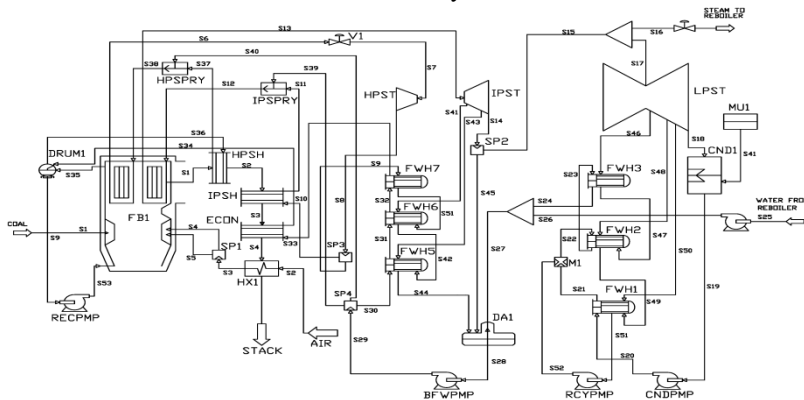 STEAM TO
REBOILER
S13
S6
V1
S15
S16
S40
S7
S38
S37
S39
S17
HPSPRY
S12
S11
HPST
IPST
IPSPRY
S41
S43
S14
LPST
MU1
S36
S34
DRUM1
HPSH
SP2
S46
S18
S41
S35
S1
S2
S9
FWH7
S48
CND1
IPSH
S10
S8
S32
S51
S45
S23
FWH3
S24
WATER FROM
REBOILER
FB1
S3
FWH6
S26
S25
COAL
S1
ECON
S33
SP3
S31
S22
FWH2
S47
S50
S4
SP1
S4
FWH5
S42
S27
M1
S9
S5
S3
HX1
S2
SP4
S44
S21
FWH1
S49
S19
S53
S30
DA1
S51
RECPMP
STACK
AIR
S29
S28
S20
S52
BFWPMP
RCYPMP
CNDPMP